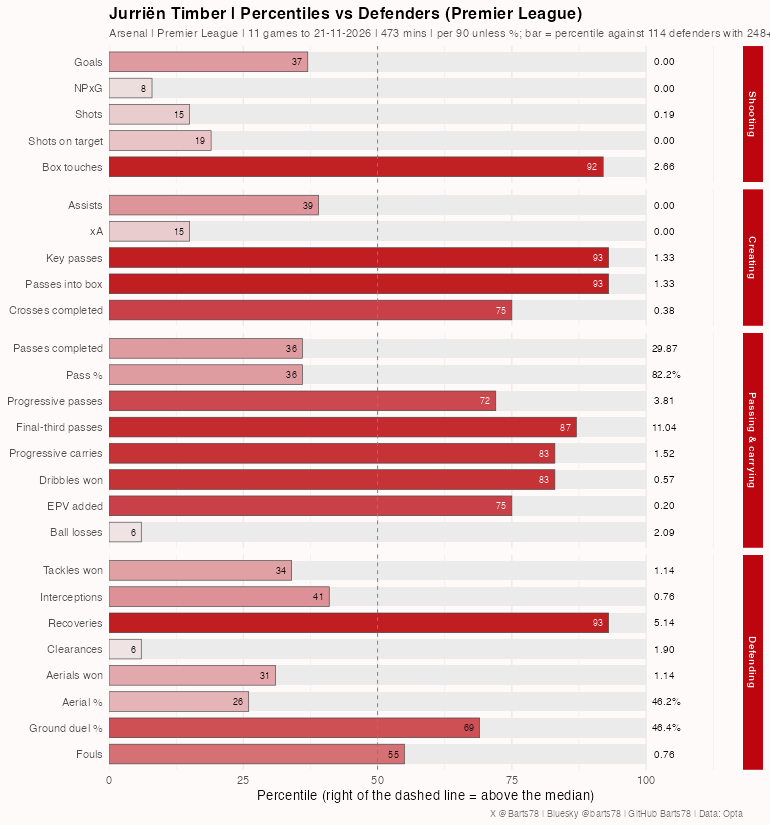 Jurriën Timber | Percentiles vs Defenders (Premier League)
Arsenal | Premier League | 11 games to 21-11-2026 | 473 mins | per 90 unless %; bar = percentile against 114 defenders with 248+
Goals 37 0.00
NPxG 8 0.00
Shots 15 0.19
Shots on target 19 0.00
Box touches 92 2.66
Shooting
Assists 39 0.00
xA 15 0.00
Key passes 93 1.33
Passes into box 93 1.33
Crosses completed 75 0.38
Creating
Passes completed 36 29.87
Pass % 36 82.2%
Progressive passes 72 3.81
Final-third passes 87 11.04
Progressive carries 83 1.52
Dribbles won 83 0.57
EPV added 75 0.20
Ball losses 6 2.09
Passing & carrying
Tackles won 34 1.14
Interceptions 41 0.76
Recoveries 93 5.14
Clearances 6 1.90
Aerials won 31 1.14
Aerial % 26 46.2%
Ground duel % 69 46.4%
Fouls 55 0.76
Defending
0 25 50 75 100
Percentile (right of the dashed line = above the median)
X @Barts78 | Bluesky @barts78 | GitHub Barts78 | Data: Opta